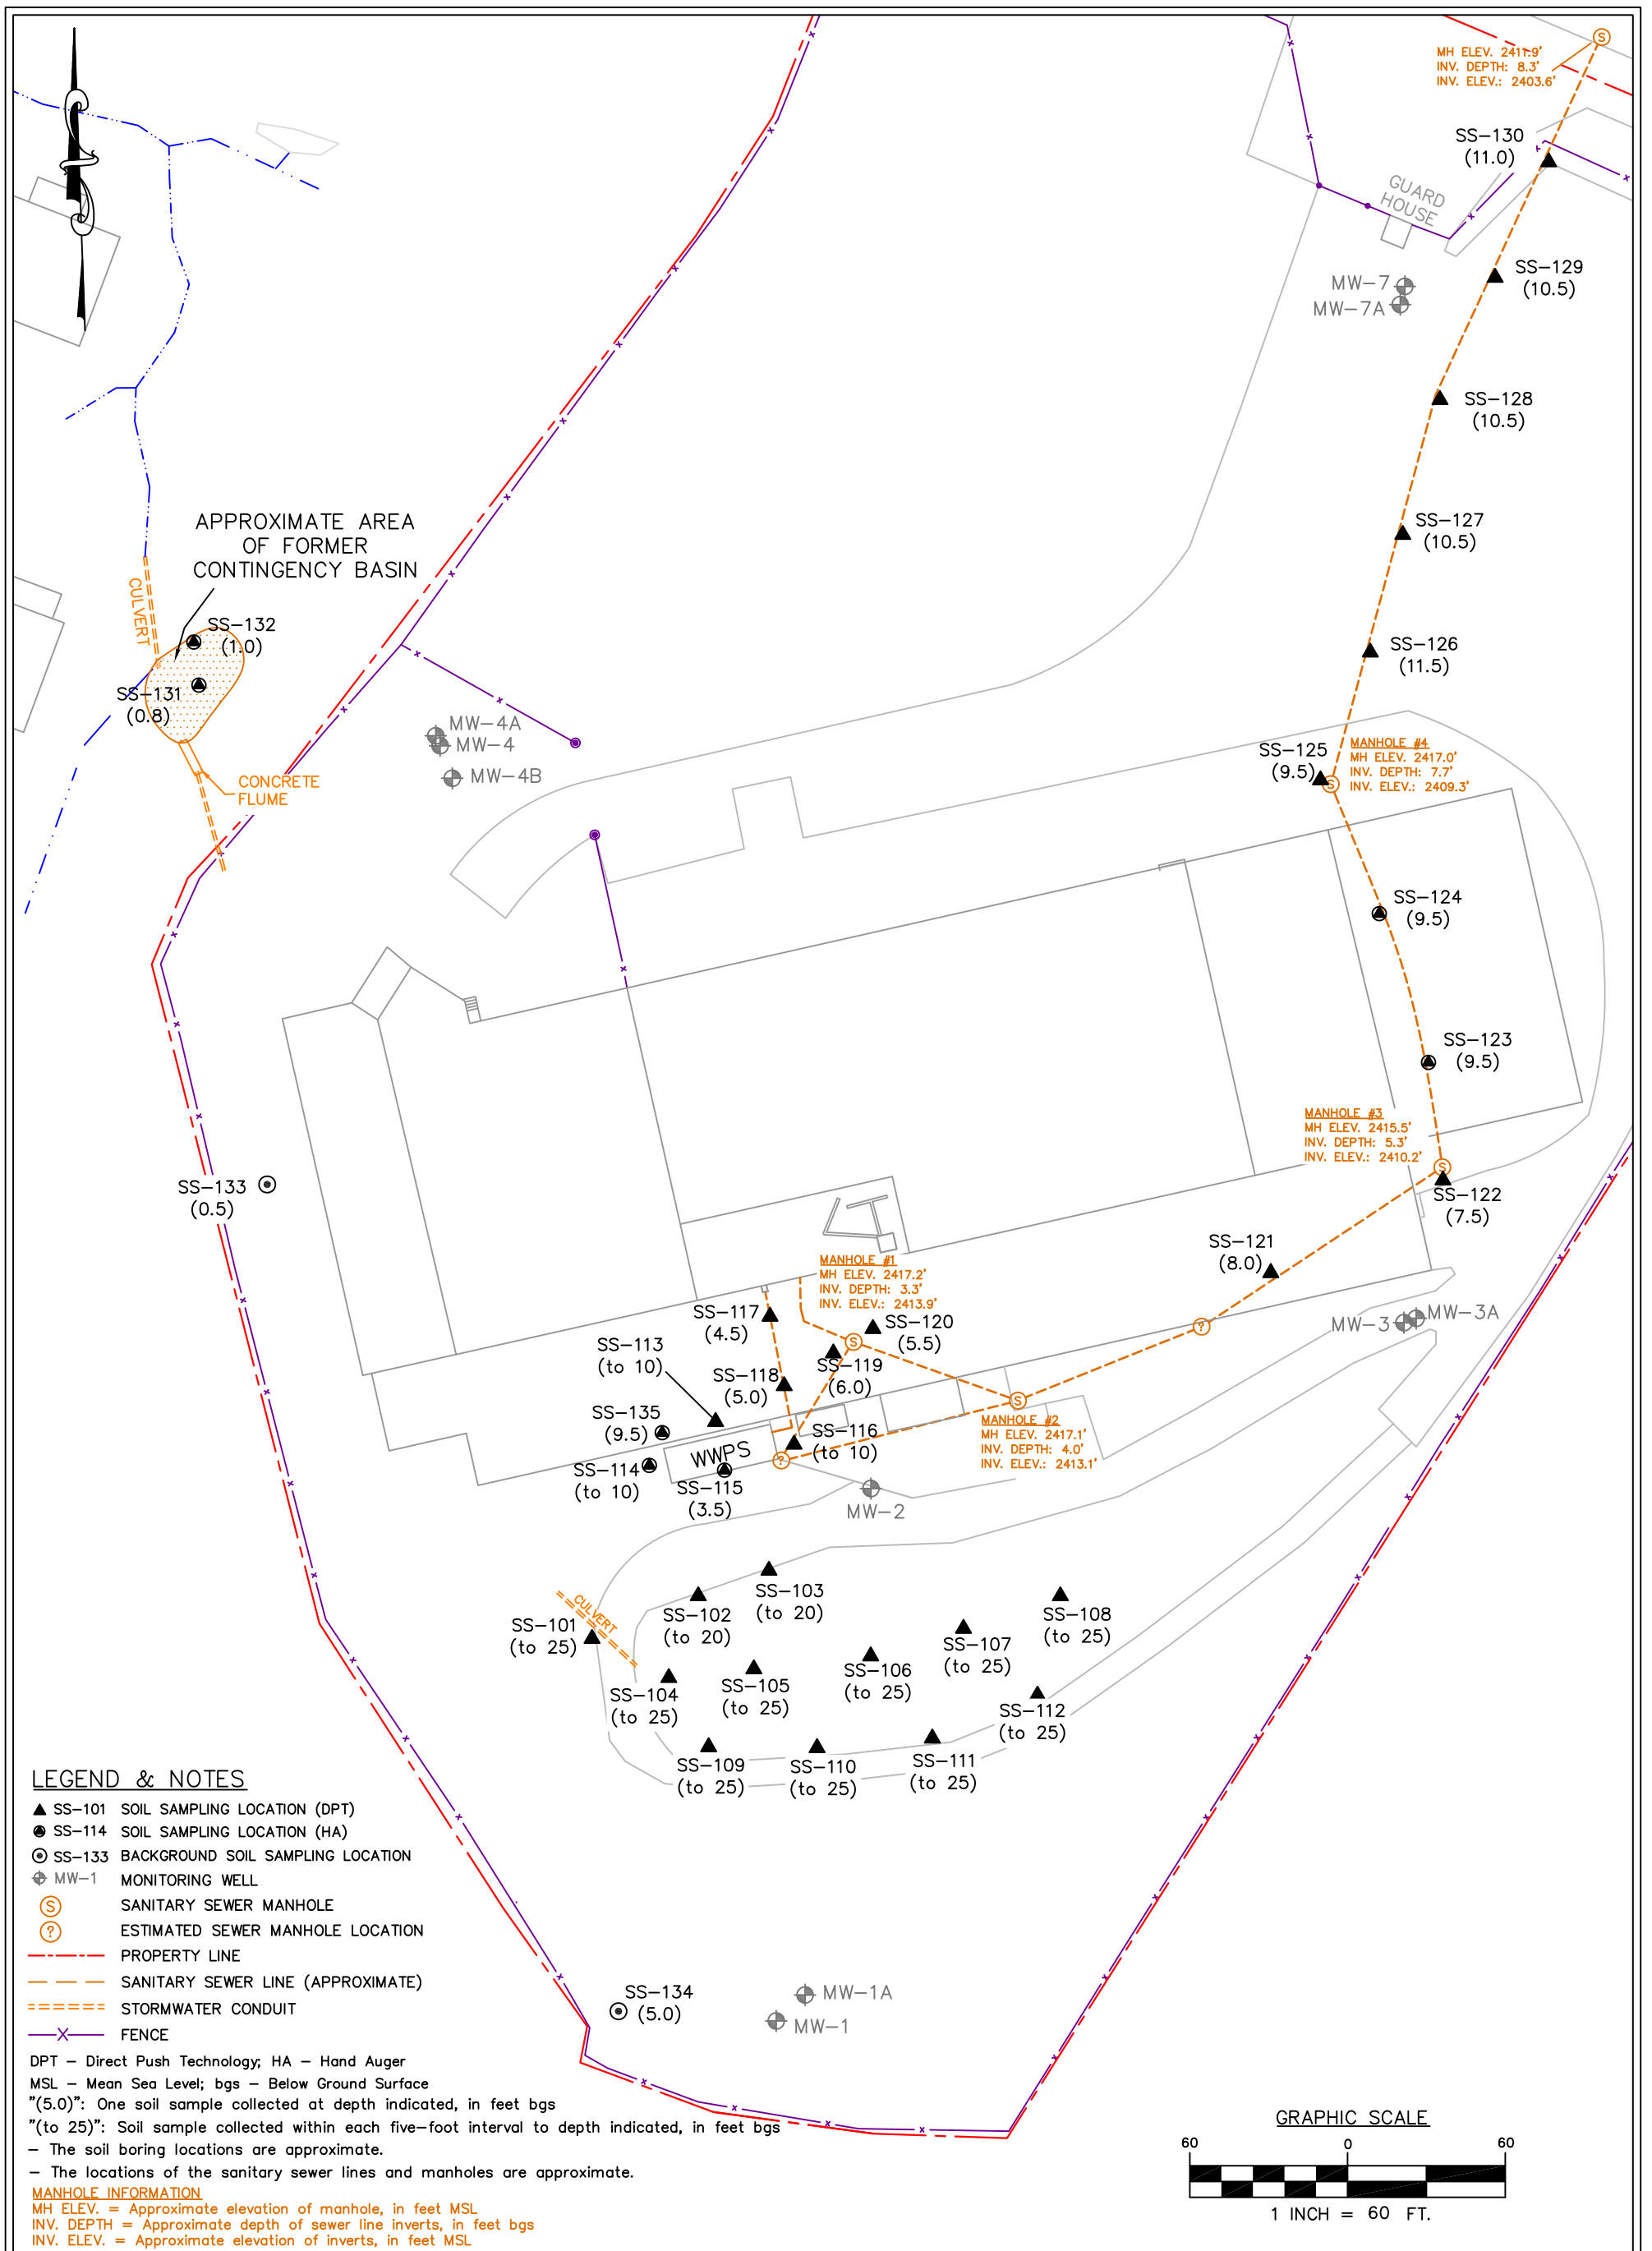 MH ELEV. 2411.9'
INV. DEPTH: 8.3'
INV. ELEV.: 2403.6'
S
SS-130
(11.0)
GUARD
HOUSE
SS-129
(10.5)
MW-7
MW-7A
SS-128
(10.5)
SS-127
(10.5)
APPROXIMATE AREA
OF FORMER
CONTINGENCY BASIN
CULVERT
SS-132
(1.0)
SS-131
(0.8)
SS-126
(11.5)
MW-4A
MW-4
MW-4B
CONCRETE
FLUME
SS-125
(9.5)
S
MANHOLE #4
MH ELEV. 2417.0'
INV. DEPTH: 7.7'
INV. ELEV.: 2409.3'
SS-124
(9.5)
SS-123
(9.5)
MANHOLE #3
MH ELEV. 2415.5'
INV. DEPTH: 5.3'
INV. ELEV.: 2410.2'
S
SS-122
(7.5)
SS-133
(0.5)
SS-121
(8.0)
MANHOLE #1
MH ELEV. 2417.2'
INV. DEPTH: 3.3'
INV. ELEV.: 2413.9'
SS-117
(4.5)
SS-120
(5.5)
S
?
MW-3A
MW-3
SS-113
(to 10)
SS-119
(6.0)
SS-118
(5.0)
S
MANHOLE #2
MH ELEV. 2417.1'
INV. DEPTH: 4.0'
INV. ELEV.: 2413.1'
SS-135
(9.5)
SS-116
(to 10)
WWPS
?
SS-114
(to 10)
SS-115
(3.5)
MW-2
CULVERT
SS-101
(to 25)
SS-102
(to 20)
SS-103
(to 20)
SS-108
(to 25)
SS-107
(to 25)
SS-106
(to 25)
SS-105
(to 25)
SS-104
(to 25)
SS-112
(to 25)
SS-109
(to 25)
SS-110
(to 25)
SS-111
(to 25)
SS-134
(5.0)
MW-1A
MW-1
LEGEND & NOTES
SS-101 SOIL SAMPLING LOCATION (DPT)
SS-114 SOIL SAMPLING LOCATION (HA)
SS-133 BACKGROUND SOIL SAMPLING LOCATION
MW-1 MONITORING WELL
S SANITARY SEWER MANHOLE
? ESTIMATED SEWER MANHOLE LOCATION
PROPERTY LINE
SANITARY SEWER LINE (APPROXIMATE)
STORMWATER CONDUIT
X FENCE
DPT - Direct Push Technology; HA - Hand Auger
MSL - Mean Sea Level; bgs - Below Ground Surface
"(5.0)": One soil sample collected at depth indicated, in feet bgs
"(to 25)": Soil sample collected within each five-foot interval to depth indicated, in feet bgs
- The soil boring locations are approximate.
- The locations of the sanitary sewer lines and manholes are approximate.
MANHOLE INFORMATION
MH ELEV. = Approximate elevation of manhole, in feet MSL
INV. DEPTH = Approximate depth of sewer line inverts, in feet bgs
INV. ELEV. = Approximate elevation of inverts, in feet MSL
GRAPHIC SCALE
60 0 60
1 INCH = 60 FT.